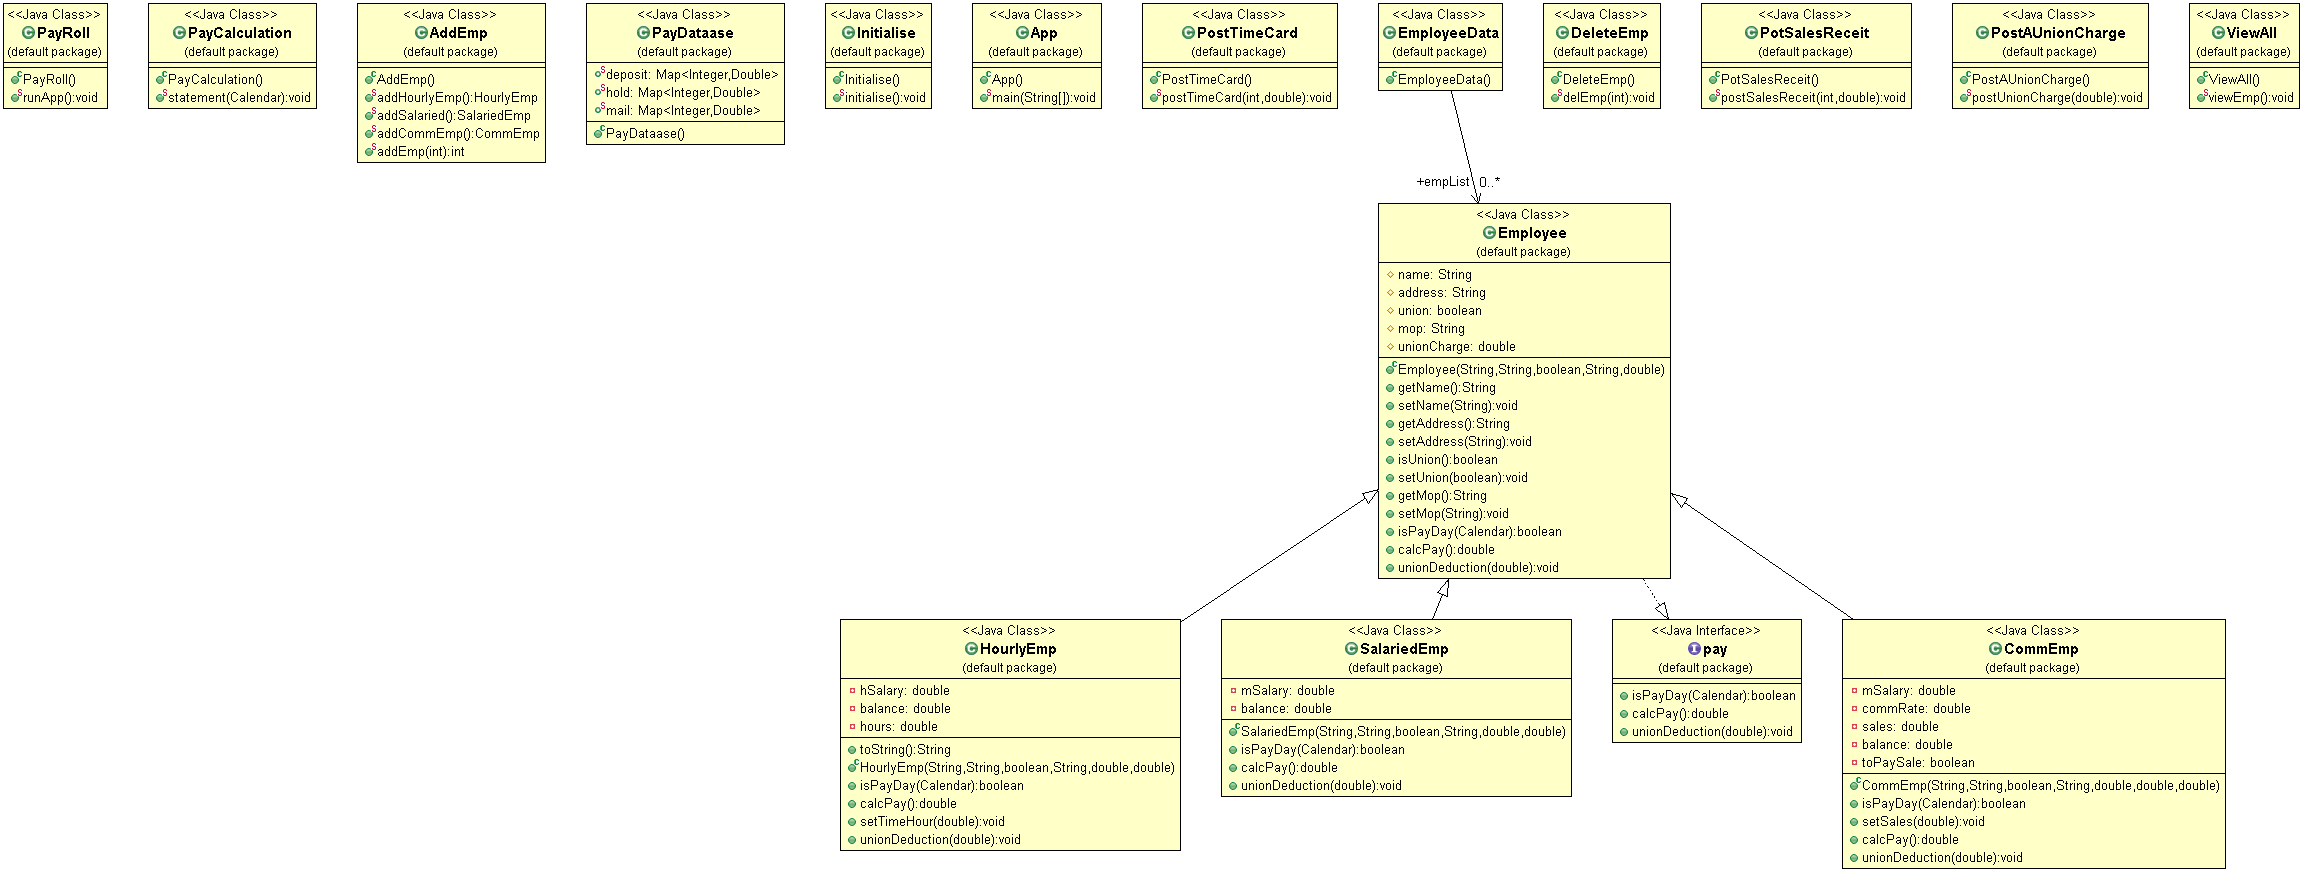 <<Java Class>>
PayRoll
(default package)
PayRoll()
runApp():void
<<Java Class>>
PayCalculation
(default package)
PayCalculation()
statement(Calendar):void
<<Java Class>>
AddEmp
(default package)
AddEmp()
addHourlyEmp():HourlyEmp
addSalaried():SalariedEmp
addCommEmp():CommEmp
addEmp(int):int
<<Java Class>>
PayDataase
(default package)
deposit: Map<Integer,Double>
hold: Map<Integer,Double>
mail: Map<Integer,Double>
PayDataase()
<<Java Class>>
Initialise
(default package)
Initialise()
initialise():void
<<Java Class>>
App
(default package)
App()
main(String[]):void
<<Java Class>>
PostTimeCard
(default package)
PostTimeCard()
postTimeCard(int,double):void
<<Java Class>>
EmployeeData
(default package)
EmployeeData()
<<Java Class>>
DeleteEmp
(default package)
DeleteEmp()
delEmp(int):void
<<Java Class>>
PotSalesReceit
(default package)
PotSalesReceit()
postSalesReceit(int,double):void
<<Java Class>>
PostAUnionCharge
(default package)
PostAUnionCharge()
postUnionCharge(double):void
<<Java Class>>
ViewAll
(default package)
ViewAll()
viewEmp():void
+empList 0..*
<<Java Class>>
Employee
(default package)
name: String
address: String
union: boolean
mop: String
unionCharge: double
Employee(String,String,boolean,String,double)
getName():String
setName(String):void
getAddress():String
setAddress(String):void
isUnion():boolean
setUnion(boolean):void
getMop():String
setMop(String):void
isPayDay(Calendar):boolean
calcPay():double
unionDeduction(double):void
<<Java Class>>
HourlyEmp
(default package)
hSalary: double
balance: double
hours: double
toString():String
HourlyEmp(String,String,boolean,String,double,double)
isPayDay(Calendar):boolean
calcPay():double
setTimeHour(double):void
unionDeduction(double):void
<<Java Class>>
SalariedEmp
(default package)
mSalary: double
balance: double
SalariedEmp(String,String,boolean,String,double,double)
isPayDay(Calendar):boolean
calcPay():double
unionDeduction(double):void
<<Java Interface>>
pay
(default package)
isPayDay(Calendar):boolean
calcPay():double
unionDeduction(double):void
<<Java Class>>
CommEmp
(default package)
mSalary: double
commRate: double
sales: double
balance: double
toPaySale: boolean
CommEmp(String,String,boolean,String,double,double,double)
isPayDay(Calendar):boolean
setSales(double):void
calcPay():double
unionDeduction(double):void